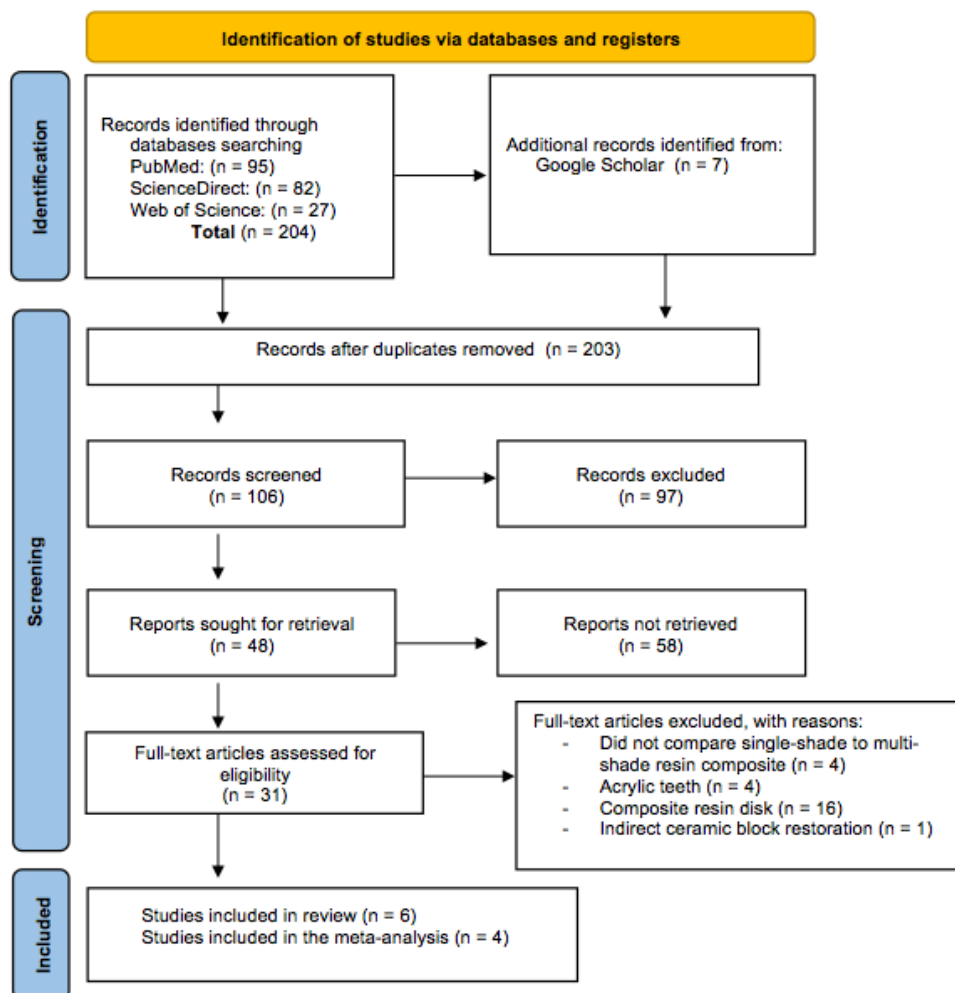 Identification of studies via databases and registers
Identification
Records identified through
databases searching
PubMed: (n = 95)
ScienceDirect: (n = 82)
Web of Science: (n = 27)
Total (n = 204)
Additional records identified from:
Google Scholar (n = 7)
Screening
Records after duplicates removed (n = 203)
Records screened
(n = 106)
Records excluded
(n = 97)
Reports sought for retrieval
(n = 48)
Reports not retrieved
(n = 58)
Full-text articles assessed for
eligibility
(n = 31)
Full-text articles excluded, with reasons:
- Did not compare single-shade to multi-
shade resin composite (n = 4)
- Acrylic teeth (n = 4)
- Composite resin disk (n = 16)
- Indirect ceramic block restoration (n = 1)
Included
Studies included in review (n = 6)
Studies included in the meta-analysis (n = 4)